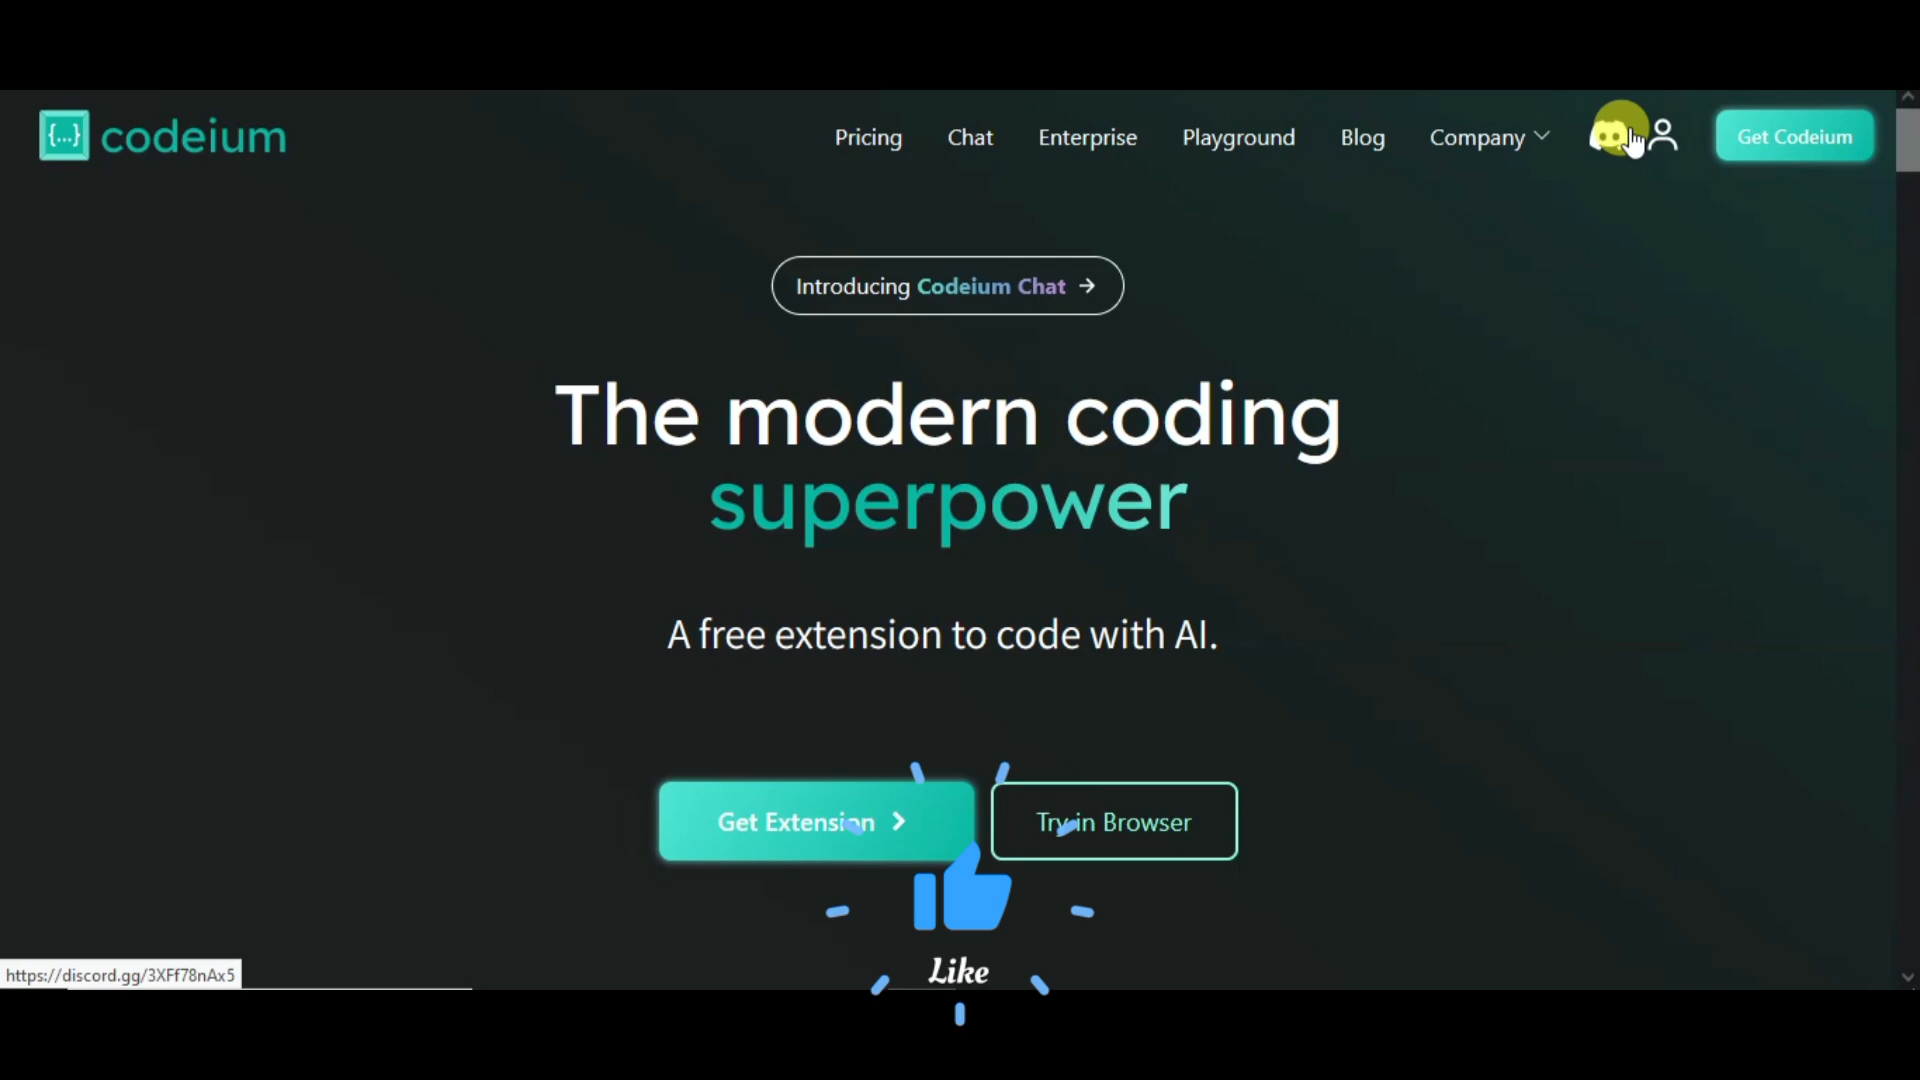 {...} codeium
Pricing Chat Enterprise Playground Blog Company Get Codeium
Introducing Codeium Chat →
The modern coding
superpower
A free extension to code with AI.
Get Extension
Try in Browser
Like
https://discord.gg/3XFf78nAx5